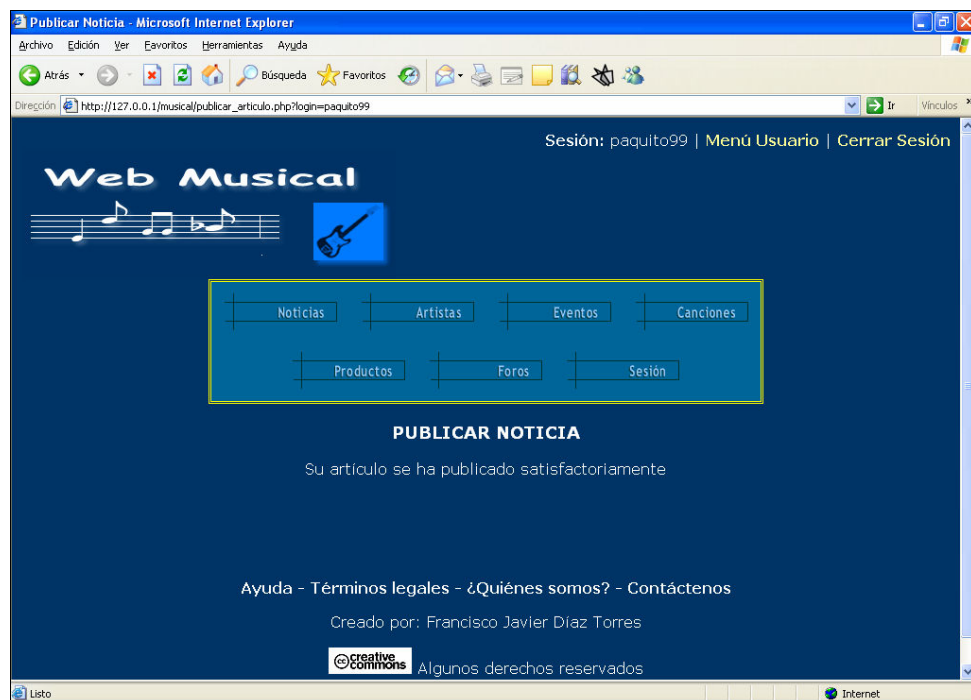 Publicar Noticia - Microsoft Internet Explorer
Archivo Edición Ver Favoritos Herramientas Ayuda
Atrás Búsqueda Favoritos
Dirección http://127.0.0.1/musical/publicar_articulo.php?login=paquito99 Ir Vínculos »
Sesión: paquito99 | Menú Usuario | Cerrar Sesión
Web Musical
Noticias Artistas Eventos Canciones
Productos Foros Sesión
PUBLICAR NOTICIA
Su artículo se ha publicado satisfactoriamente
Ayuda - Términos legales - ¿Quiénes somos? - Contáctenos
Creado por: Francisco Javier Díaz Torres
cc creative commons Algunos derechos reservados
Listo Internet